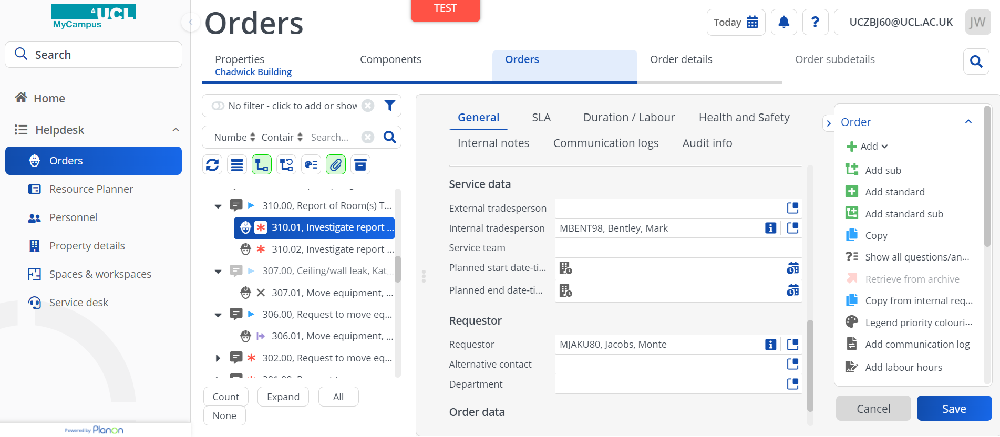 UCL
MyCampus
Orders
TEST
Today
?
UCZBJ60@UCL.AC.UK
JW
Search
Properties
Chadwick Building
Components
Orders
Order details
Order subdetails
Home
Helpdesk
Orders
Resource Planner
Personnel
Property details
Spaces & workspaces
Service desk
Powered by Planon
No filter - click to add or show
Numbe
Contair
Search...
310.00, Report of Room(s) T...
310.01, Investigate report ...
310.02, Investigate report ...
307.00, Ceiling/wall leak, Kat...
307.01, Move equipment, ...
306.00, Request to move eq...
306.01, Move equipment, ...
302.00, Request to move eq...
Count
Expand
All
None
General
SLA
Duration / Labour
Health and Safety
Internal notes
Communication logs
Audit info
Service data
External tradesperson
Internal tradesperson
MBENT98, Bentley, Mark
Service team
Planned start date-ti...
Planned end date-ti...
Requestor
Requestor
MJAKU80, Jacobs, Monte
Alternative contact
Department
Order data
Order
Add
Add sub
Add standard
Add standard sub
Copy
Show all questions/an...
Retrieve from archive
Copy from internal req...
Legend priority colouri...
Add communication log
Add labour hours
Cancel
Save